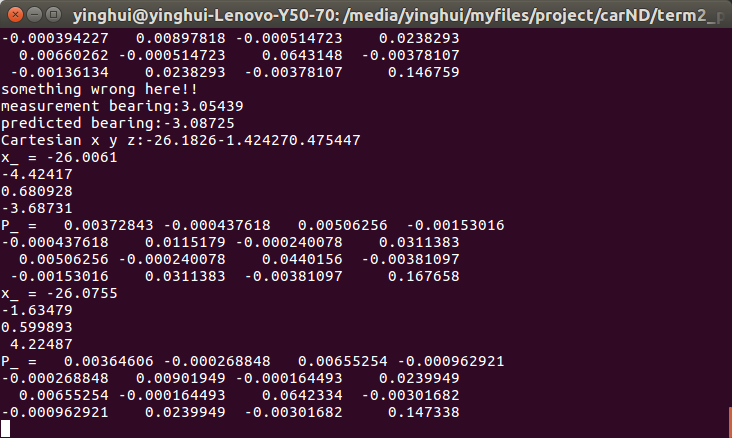 yinghui@yinghui-Lenovo-Y50-70: /media/yinghui/myfiles/project/carND/term2_p
-0.000394227 0.00897818 -0.000514723 0.0238293
0.00660262 -0.000514723 0.0643148 -0.00378107
-0.00136134 0.0238293 -0.00378107 0.146759
something wrong here!!
measurement bearing:3.05439
predicted bearing:-3.08725
Cartesian x y z:-26.1826-1.424270.475447
x_ = -26.0061
-4.42417
0.680928
-3.68731
P_ = 0.00372843 -0.000437618 0.00506256 -0.00153016
-0.000437618 0.0115179 -0.000240078 0.0311383
0.00506256 -0.000240078 0.0440156 -0.00381097
-0.00153016 0.0311383 -0.00381097 0.167658
x_ = -26.0755
-1.63479
0.599893
4.22487
P_ = 0.00364606 -0.000268848 0.00655254 -0.000962921
-0.000268848 0.00901949 -0.000164493 0.0239949
0.00655254 -0.000164493 0.0642334 -0.00301682
-0.000962921 0.0239949 -0.00301682 0.147338